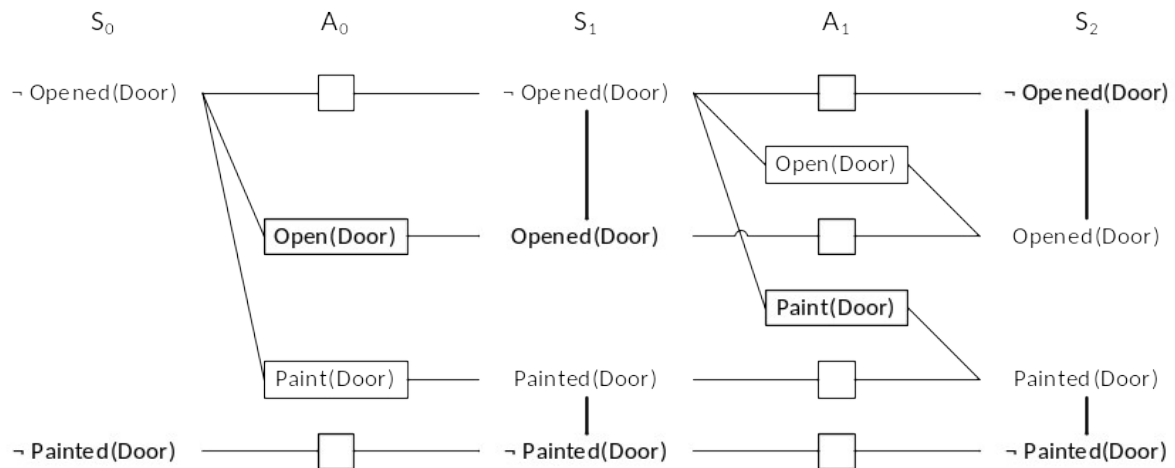 S₀ A₀ S₁ A₁ S₂
¬ Opened(Door) ¬ Opened(Door) ¬ Opened(Door)
Open(Door)
Open(Door) Opened(Door) Opened(Door)
Paint(Door)
Paint(Door) Painted(Door) Painted(Door)
¬ Painted(Door) ¬ Painted(Door) ¬ Painted(Door)